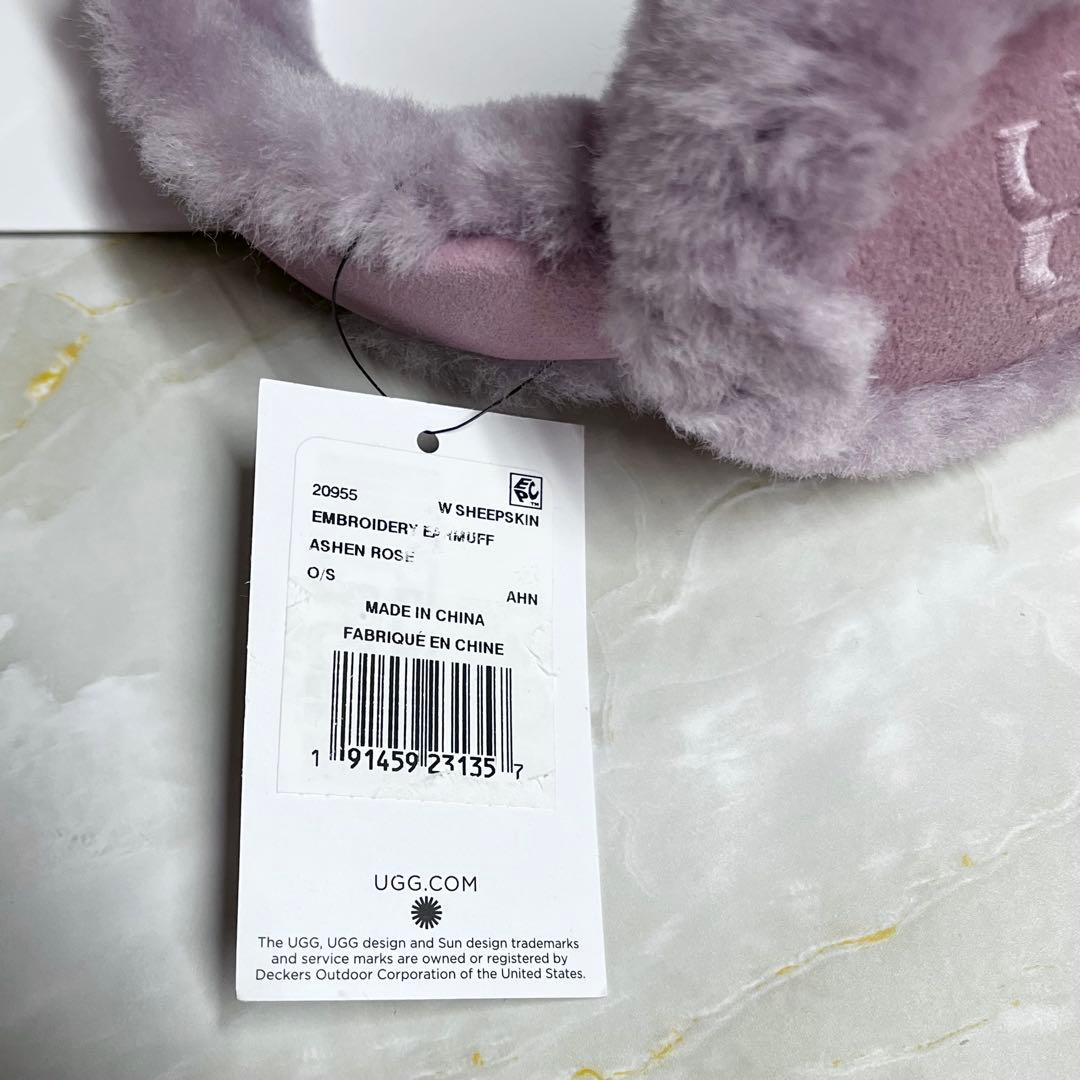 20955
W SHEEPSKIN
EMBROIDERY EARMUFF
ASHEN ROSE
O/S
AHN
MADE IN CHINA
FABRIQUÉ EN CHINE
1 91459 23135 7
UGG.COM
The UGG, UGG design and Sun design trademarks
and service marks are owned or registered by
Deckers Outdoor Corporation of the United States.